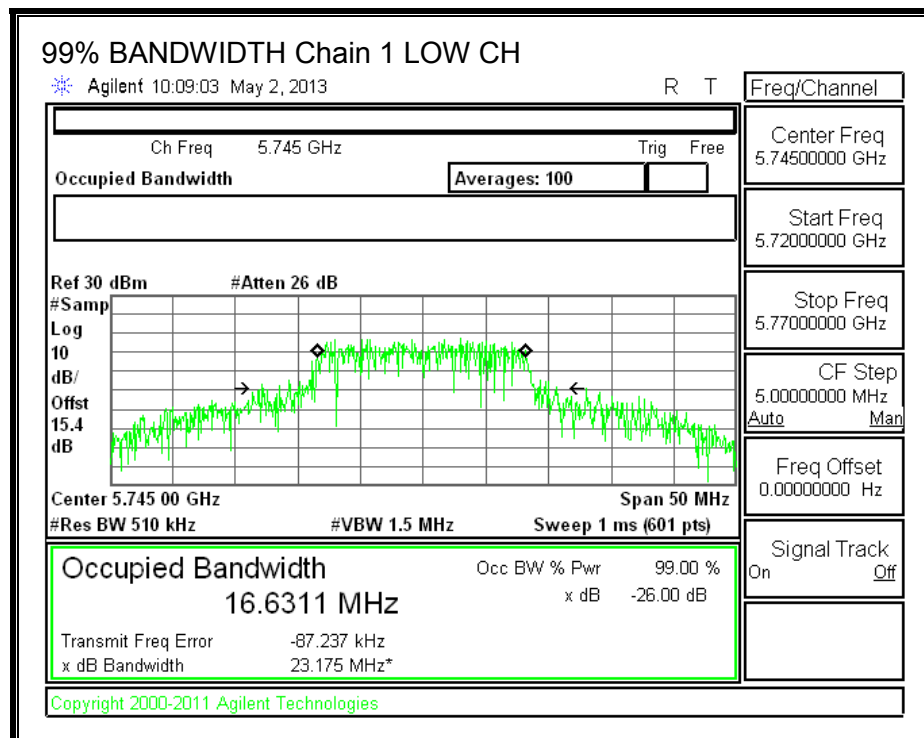 99% BANDWIDTH Chain 1 LOW CH
Agilent 10:09:03 May 2, 2013 R T
Ch Freq 5.745 GHz Trig Free
Occupied Bandwidth Averages: 100
Ref 30 dBm #Atten 26 dB
#Samp
Log
10
dB/
Offst
15.4
dB
Center 5.745 00 GHz Span 50 MHz
#Res BW 510 kHz #VBW 1.5 MHz Sweep 1 ms (601 pts)
Occupied Bandwidth Occ BW % Pwr 99.00 %
16.6311 MHz x dB -26.00 dB
Transmit Freq Error -87.237 kHz
x dB Bandwidth 23.175 MHz*
Copyright 2000-2011 Agilent Technologies
Freq/Channel
Center Freq
5.74500000 GHz
Start Freq
5.72000000 GHz
Stop Freq
5.77000000 GHz
CF Step
5.00000000 MHz
Auto Man
Freq Offset
0.00000000 Hz
Signal Track
On Off